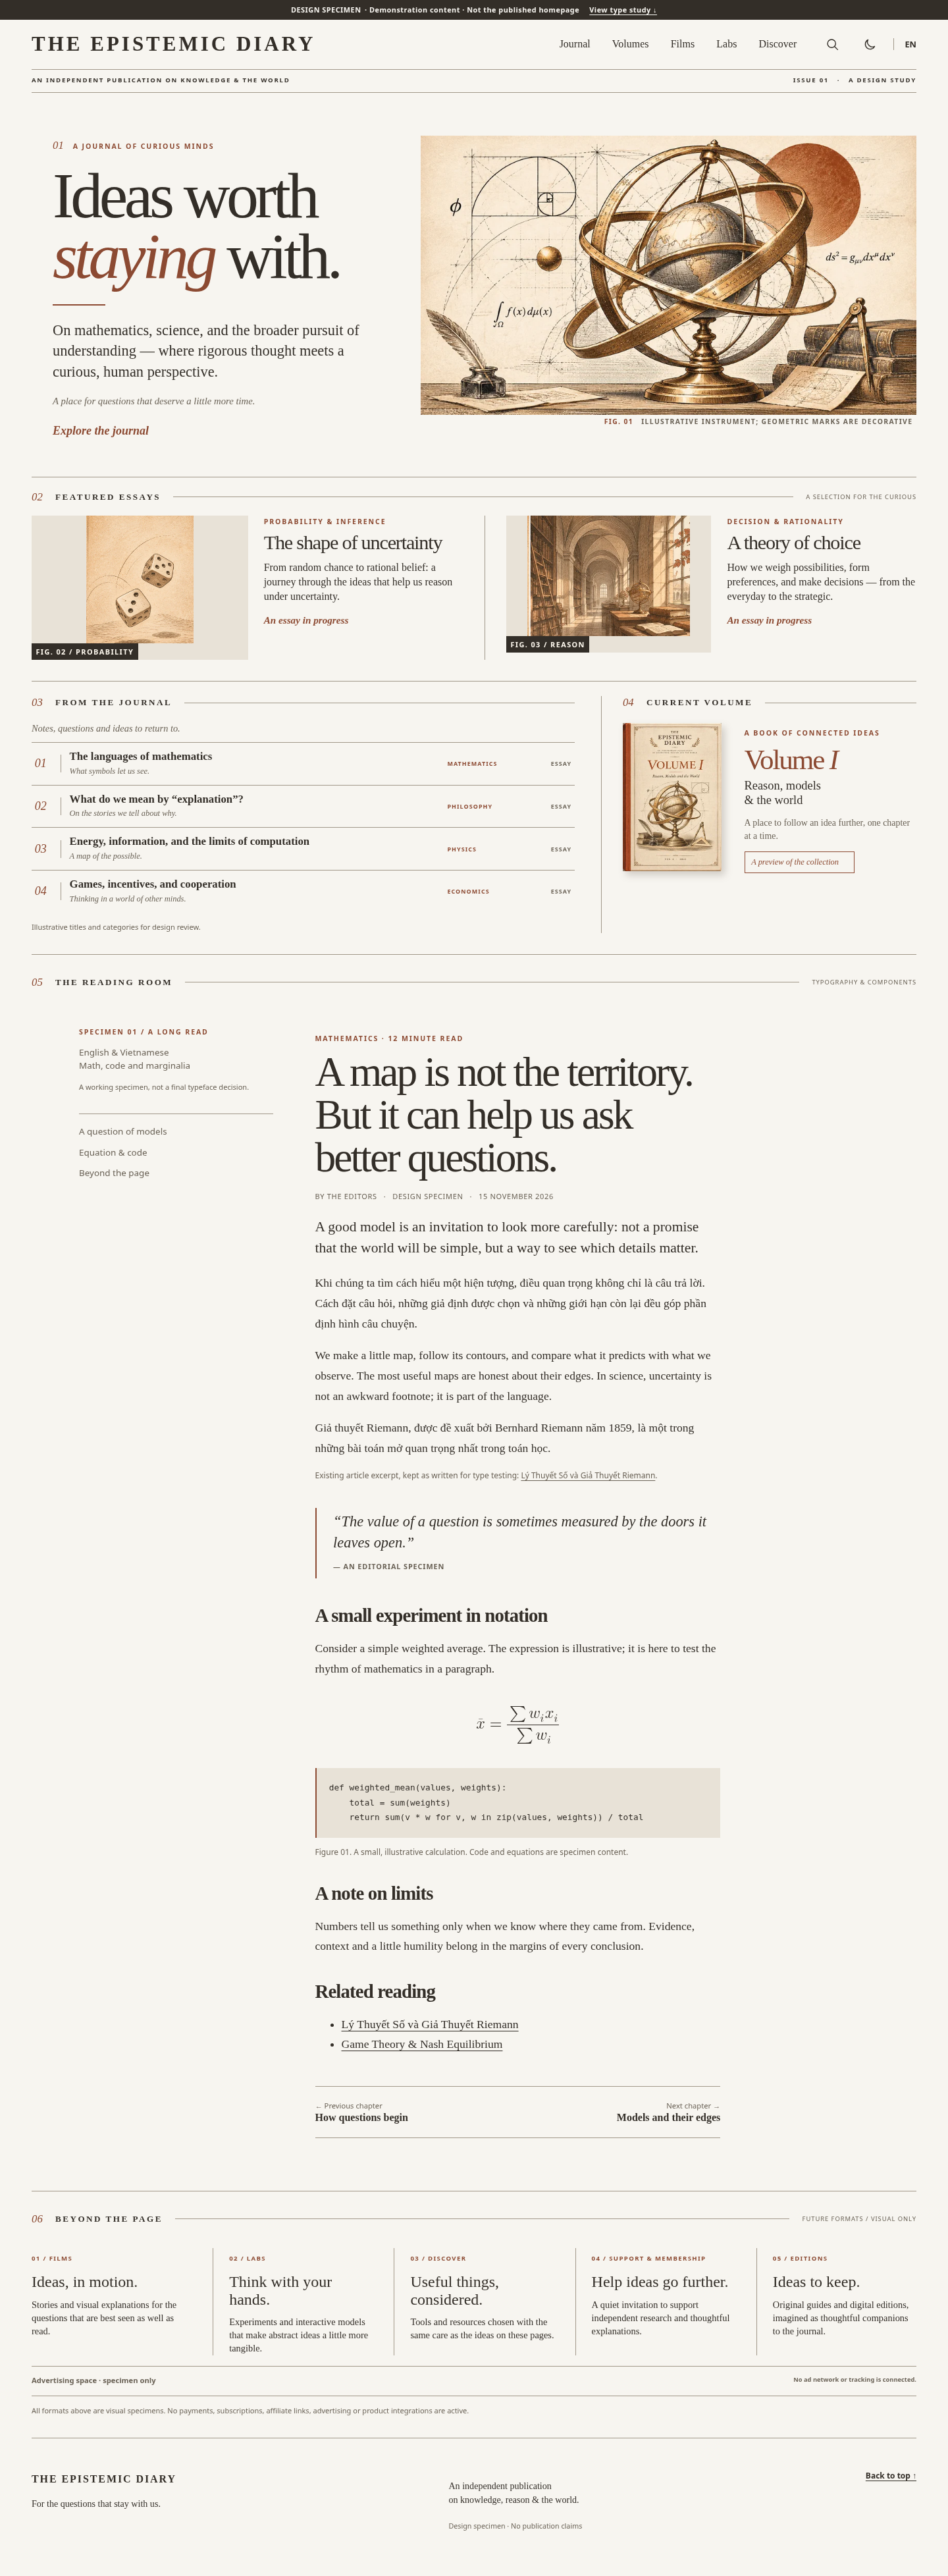 DESIGN SPECIMEN · Demonstration content · Not the published homepage View type study ↓
THE EPISTEMIC DIARY
Journal Volumes Films Labs Discover EN
AN INDEPENDENT PUBLICATION ON KNOWLEDGE & THE WORLD
ISSUE 01 · A DESIGN STUDY
01 A JOURNAL OF CURIOUS MINDS
Ideas worth
staying with.
On mathematics, science, and the broader pursuit of
understanding — where rigorous thought meets a
curious, human perspective.
A place for questions that deserve a little more time.
Explore the journal
ϕ
∫Ω f(x)dμ(x)
ds² = gμν dxμ dxν
FIG. 01 ILLUSTRATIVE INSTRUMENT; GEOMETRIC MARKS ARE DECORATIVE
02 FEATURED ESSAYS
A SELECTION FOR THE CURIOUS
FIG. 02 / PROBABILITY
PROBABILITY & INFERENCE
The shape of uncertainty
From random chance to rational belief: a
journey through the ideas that help us reason
under uncertainty.
An essay in progress
FIG. 03 / REASON
DECISION & RATIONALITY
A theory of choice
How we weigh possibilities, form
preferences, and make decisions — from the
everyday to the strategic.
An essay in progress
03 FROM THE JOURNAL
Notes, questions and ideas to return to.
01 The languages of mathematics MATHEMATICS ESSAY
What symbols let us see.
02 What do we mean by “explanation”? PHILOSOPHY ESSAY
On the stories we tell about why.
03 Energy, information, and the limits of computation PHYSICS ESSAY
A map of the possible.
04 Games, incentives, and cooperation ECONOMICS ESSAY
Thinking in a world of other minds.
Illustrative titles and categories for design review.
04 CURRENT VOLUME
THE
EPISTEMIC
DIARY
VOLUME I
A BOOK OF CONNECTED IDEAS
Volume I
Reason, models
& the world
A place to follow an idea further, one chapter
at a time.
A preview of the collection
05 THE READING ROOM
TYPOGRAPHY & COMPONENTS
SPECIMEN 01 / A LONG READ
English & Vietnamese
Math, code and marginalia
A working specimen, not a final typeface decision.
A question of models
Equation & code
Beyond the page
MATHEMATICS · 12 MINUTE READ
A map is not the territory.
But it can help us ask
better questions.
BY THE EDITORS · DESIGN SPECIMEN · 15 NOVEMBER 2026
A good model is an invitation to look more carefully: not a promise
that the world will be simple, but a way to see which details matter.
Khi chúng ta tìm cách hiểu một hiện tượng, điều quan trọng không chỉ là câu trả lời.
Cách đặt câu hỏi, những giả định được chọn và những giới hạn còn lại đều góp phần
định hình câu chuyện.
We make a little map, follow its contours, and compare what it predicts with what we
observe. The most useful maps are honest about their edges. In science, uncertainty is
not an awkward footnote; it is part of the language.
Giả thuyết Riemann, được đề xuất bởi Bernhard Riemann năm 1859, là một trong
những bài toán mở quan trọng nhất trong toán học.
Existing article excerpt, kept as written for type testing: Lý Thuyết Số và Giả Thuyết Riemann.
“The value of a question is sometimes measured by the doors it
leaves open.”
— AN EDITORIAL SPECIMEN
A small experiment in notation
Consider a simple weighted average. The expression is illustrative; it is here to test the
rhythm of mathematics in a paragraph.
x̄ = ∑ wᵢxᵢ / ∑ wᵢ
def weighted_mean(values, weights):
total = sum(weights)
return sum(v * w for v, w in zip(values, weights)) / total
Figure 01. A small, illustrative calculation. Code and equations are specimen content.
A note on limits
Numbers tell us something only when we know where they came from. Evidence,
context and a little humility belong in the margins of every conclusion.
Related reading
• Lý Thuyết Số và Giả Thuyết Riemann
• Game Theory & Nash Equilibrium
← Previous chapter
How questions begin
Next chapter →
Models and their edges
06 BEYOND THE PAGE
FUTURE FORMATS / VISUAL ONLY
01 / FILMS
Ideas, in motion.
Stories and visual explanations for the
questions that are best seen as well as
read.
02 / LABS
Think with your
hands.
Experiments and interactive models
that make abstract ideas a little more
tangible.
03 / DISCOVER
Useful things,
considered.
Tools and resources chosen with the
same care as the ideas on these pages.
04 / SUPPORT & MEMBERSHIP
Help ideas go further.
A quiet invitation to support
independent research and thoughtful
explanations.
05 / EDITIONS
Ideas to keep.
Original guides and digital editions,
imagined as thoughtful companions
to the journal.
Advertising space · specimen only
No ad network or tracking is connected.
All formats above are visual specimens. No payments, subscriptions, affiliate links, advertising or product integrations are active.
THE EPISTEMIC DIARY
For the questions that stay with us.
An independent publication
on knowledge, reason & the world.
Design specimen · No publication claims
Back to top ↑